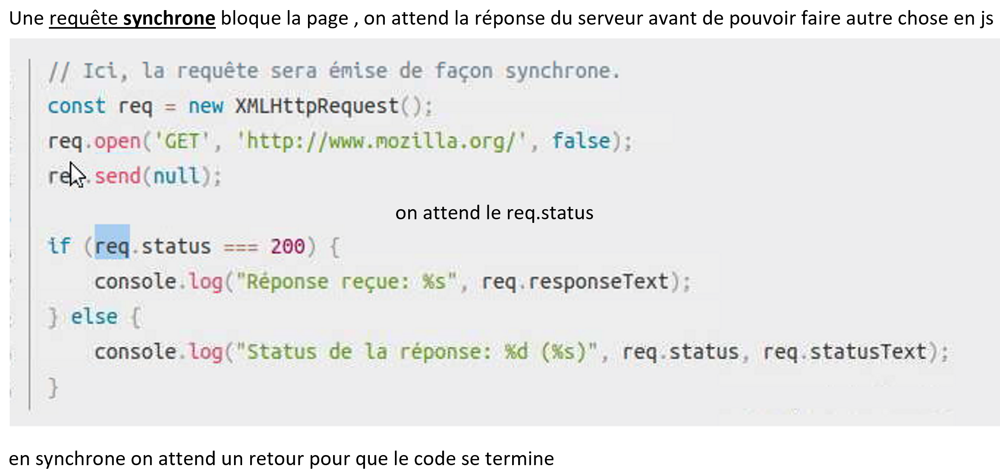 Une requête synchrone bloque la page , on attend la réponse du serveur avant de pouvoir faire autre chose en js
// Ici, la requête sera émise de façon synchrone.
const req = new XMLHttpRequest();
req.open('GET', 'http://www.mozilla.org/', false);
req.send(null);
on attend le req.status
if (req.status === 200) {
    console.log("Réponse reçue: %s", req.responseText);
} else {
    console.log("Status de la réponse: %d (%s)", req.status, req.statusText);
}
en synchrone on attend un retour pour que le code se termine